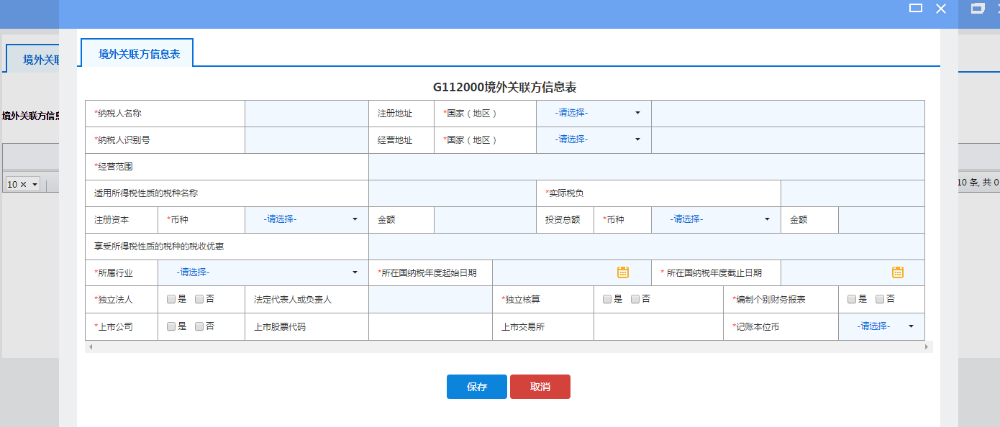 境外关联方信息表
境外关联
G112000境外关联方信息表
*纳税人名称 注册地址 *国家（地区） -请选择-
境外关联方信息
*纳税人识别号 经营地址 *国家（地区） -请选择-
*经营范围
10 × 10 条, 共 0
适用所得税性质的税种名称 *实际税负
注册资本 *币种 -请选择- 金额 投资总额 *币种 -请选择- 金额
享受所得税性质的税种的税收优惠
*所属行业 -请选择- *所在国纳税年度起始日期 * 所在国纳税年度截止日期
*独立法人 是 否 法定代表人或负责人 *独立核算 是 否 *编制个别财务报表 是 否
*上市公司 是 否 上市股票代码 上市交易所 *记账本位币 -请选择-
保存 取消